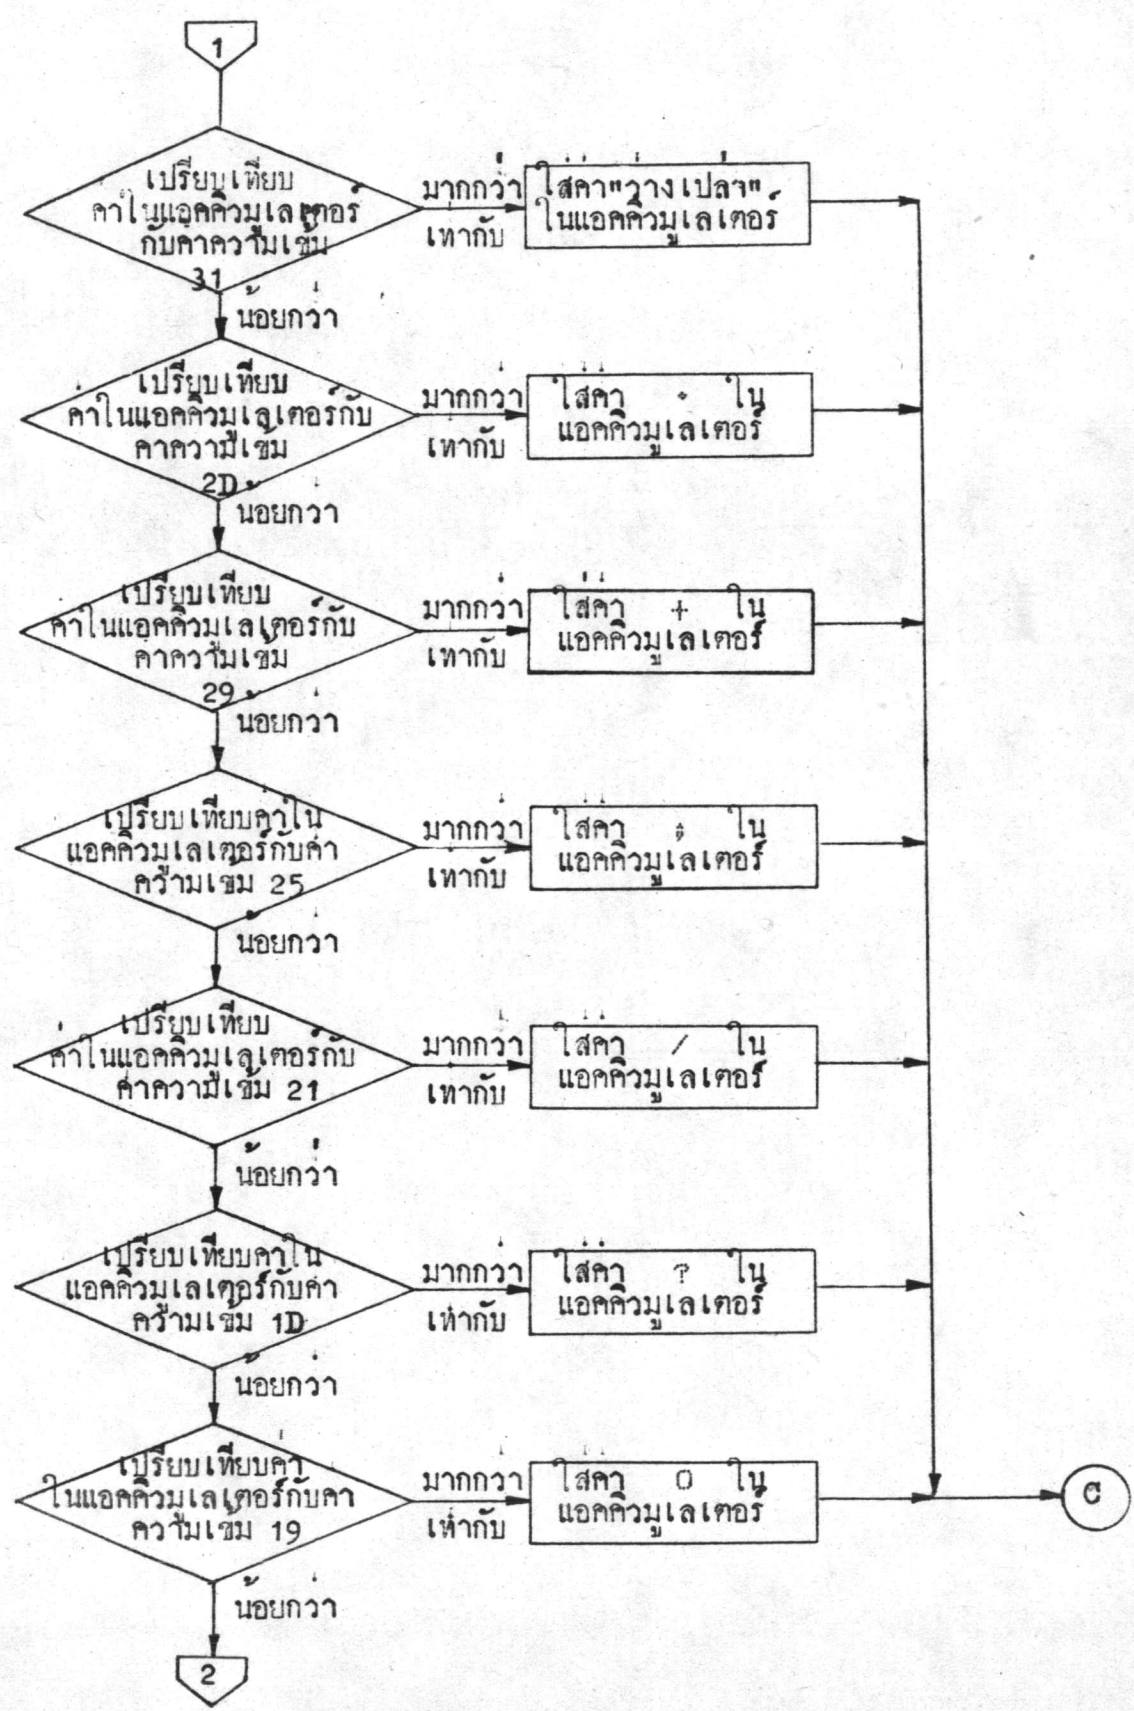 1
เปรียบเทียบ
ค่าในแอคคิวมูเลเตอร์
กับค่าความเข้ม
31
มากกว่า
เท่ากับ
ใส่ค่า"ว่างเปล่า"
ในแอคคิวมูเลเตอร์
น้อยกว่า
เปรียบเทียบ
ค่าในแอคคิวมูเลเตอร์กับ
ค่าความเข้ม
2D
มากกว่า
เท่ากับ
ใส่ค่า ใน
แอคคิวมูเลเตอร์
น้อยกว่า
เปรียบเทียบ
ค่าในแอคคิวมูเลเตอร์กับ
ค่าความเข้ม
29
มากกว่า
เท่ากับ
ใส่ค่า + ใน
แอคคิวมูเลเตอร์
น้อยกว่า
เปรียบเทียบค่าใน
แอคคิวมูเลเตอร์กับค่า
ความเข้ม 25
มากกว่า
เท่ากับ
ใส่ค่า ใน
แอคคิวมูเลเตอร์
น้อยกว่า
เปรียบเทียบ
ค่าในแอคคิวมูเลเตอร์กับ
ค่าความเข้ม 21
มากกว่า
เท่ากับ
ใส่ค่า / ใน
แอคคิวมูเลเตอร์
น้อยกว่า
เปรียบเทียบค่าใน
แอคคิวมูเลเตอร์กับค่า
ความเข้ม 1D
มากกว่า
เท่ากับ
ใส่ค่า ? ใน
แอคคิวมูเลเตอร์
น้อยกว่า
เปรียบเทียบค่า
ในแอคคิวมูเลเตอร์กับค่า
ความเข้ม 19
มากกว่า
เท่ากับ
ใส่ค่า O ใน
แอคคิวมูเลเตอร์
C
น้อยกว่า
2